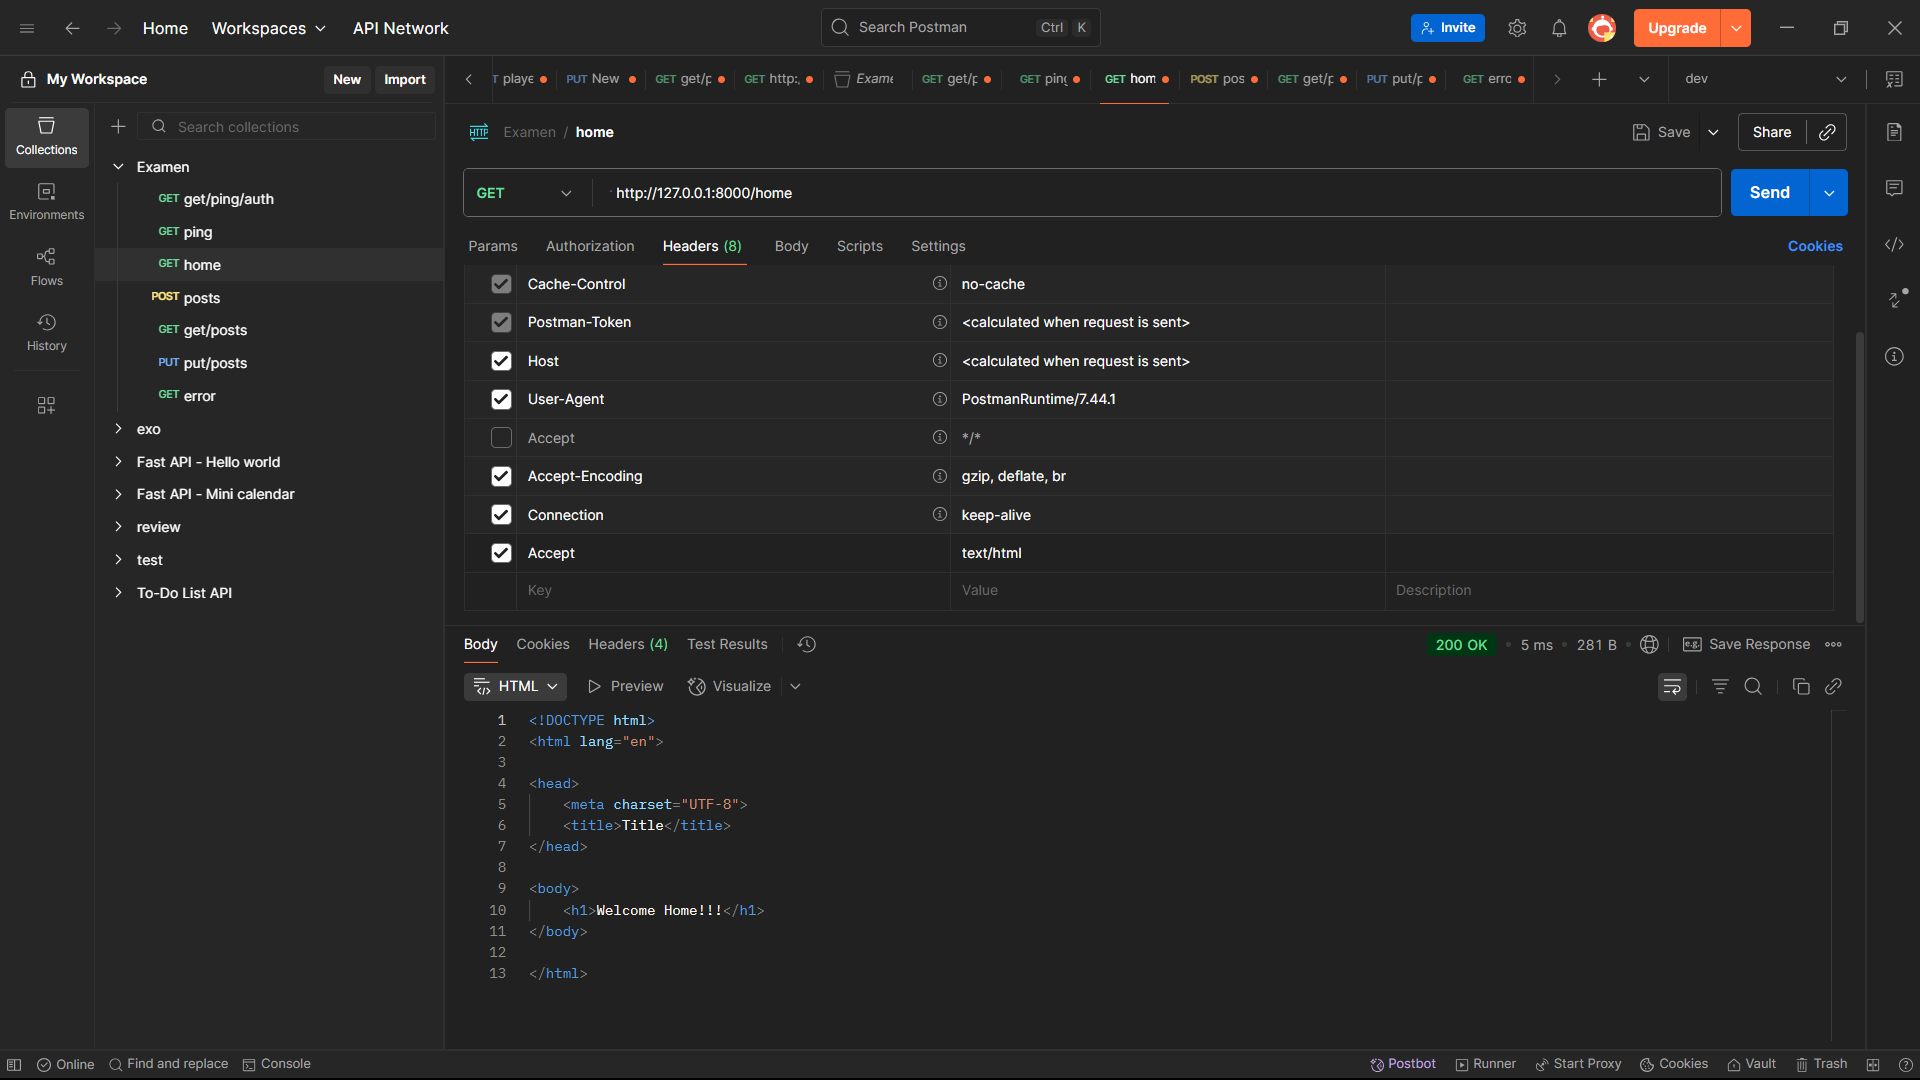 Home Workspaces API Network Search Postman Ctrl K Invite Upgrade
My Workspace New Import
playe PUT New GET get/p GET http: Exame GET get/p GET ping GET hom POST pos GET get/p PUT put/p GET erro dev
Collections
Environments
Flows
History
Search collections
Examen
GET get/ping/auth
GET ping
GET home
POST posts
GET get/posts
PUT put/posts
GET error
exo
Fast API - Hello world
Fast API - Mini calendar
review
test
To-Do List API
HTTP Examen / home Save Share
GET http://127.0.0.1:8000/home Send
Params Authorization Headers (8) Body Scripts Settings Cookies
Cache-Control no-cache
Postman-Token <calculated when request is sent>
Host <calculated when request is sent>
User-Agent PostmanRuntime/7.44.1
Accept */*
Accept-Encoding gzip, deflate, br
Connection keep-alive
Accept text/html
Key Value Description
Body Cookies Headers (4) Test Results 200 OK 5 ms 281 B e.g. Save Response
HTML Preview Visualize
1 <!DOCTYPE html>
2 <html lang="en">
3
4 <head>
5 <meta charset="UTF-8">
6 <title>Title</title>
7 </head>
8
9 <body>
10 <h1>Welcome Home!!!</h1>
11 </body>
12
13 </html>
Online Find and replace Console Postbot Runner Start Proxy Cookies Vault Trash